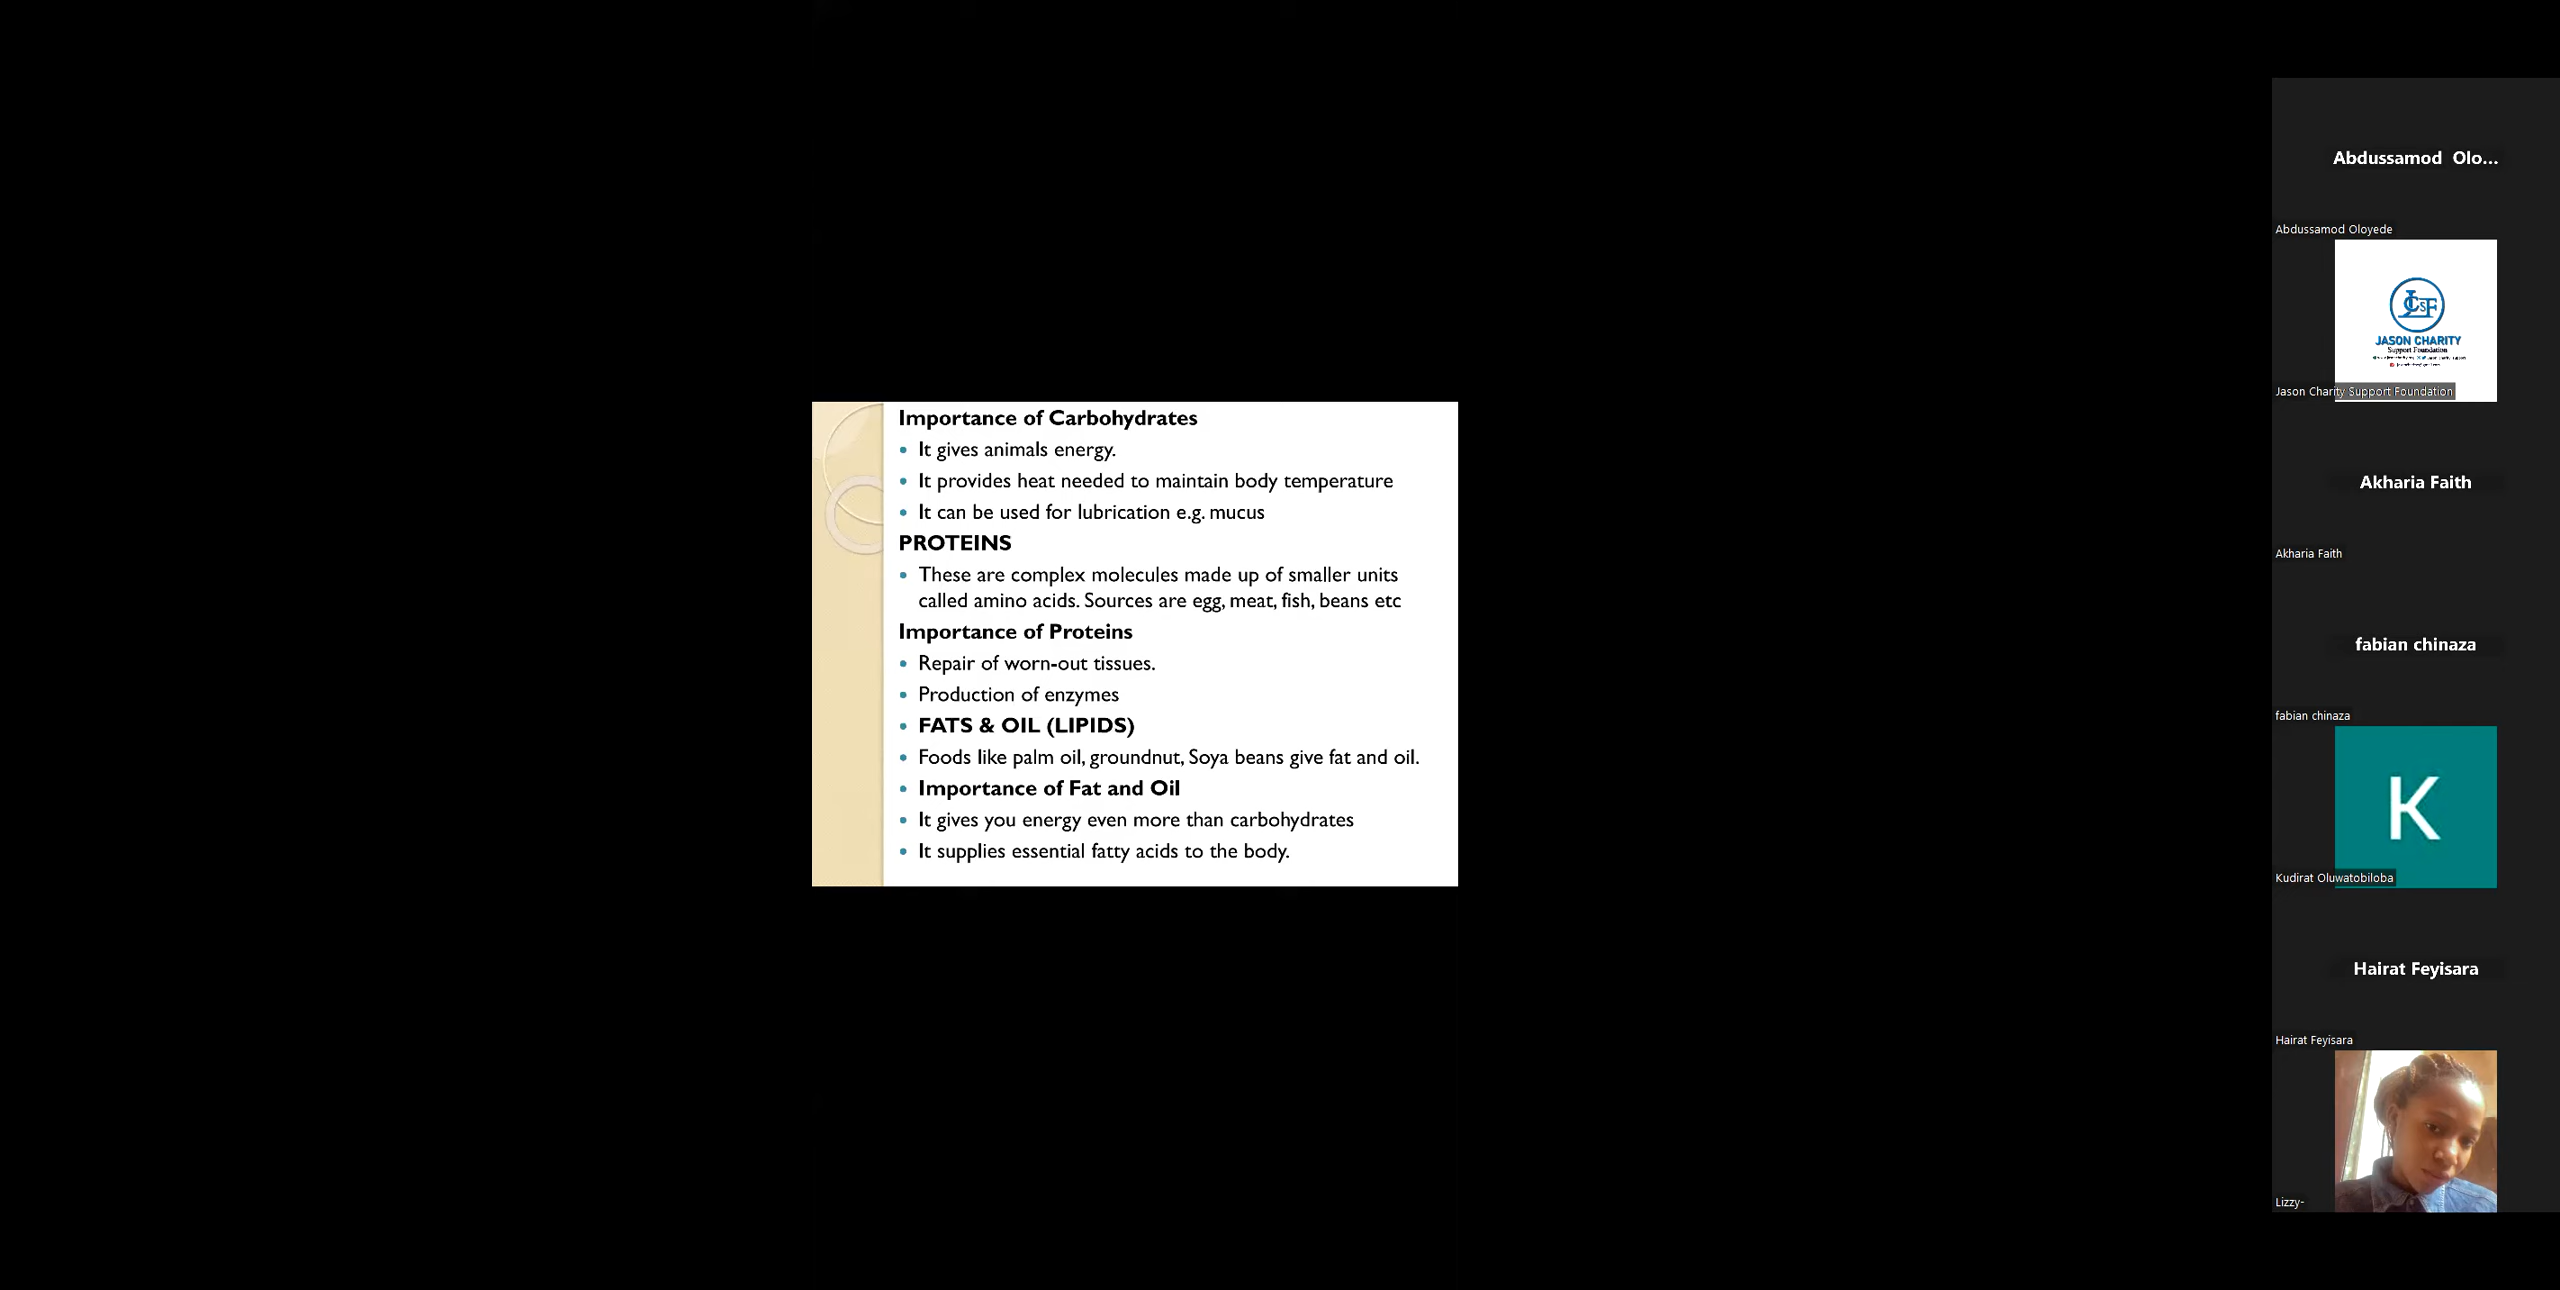 Importance of Carbohydrates
• It gives animals energy.
• It provides heat needed to maintain body temperature
• It can be used for lubrication e.g. mucus
PROTEINS
• These are complex molecules made up of smaller units
called amino acids. Sources are egg, meat, fish, beans etc
Importance of Proteins
• Repair of worn-out tissues.
• Production of enzymes
• FATS & OIL (LIPIDS)
• Foods like palm oil, groundnut, Soya beans give fat and oil.
• Importance of Fat and Oil
• It gives you energy even more than carbohydrates
• It supplies essential fatty acids to the body.
Abdussamod Olo...
Abdussamod Oloyede
JCSF
JASON CHARITY
Support Foundation
Jason Charity Support Foundation
Akharia Faith
Akharia Faith
fabian chinaza
fabian chinaza
K
Kudirat Oluwatobiloba
Hairat Feyisara
Hairat Feyisara
Lizzy-